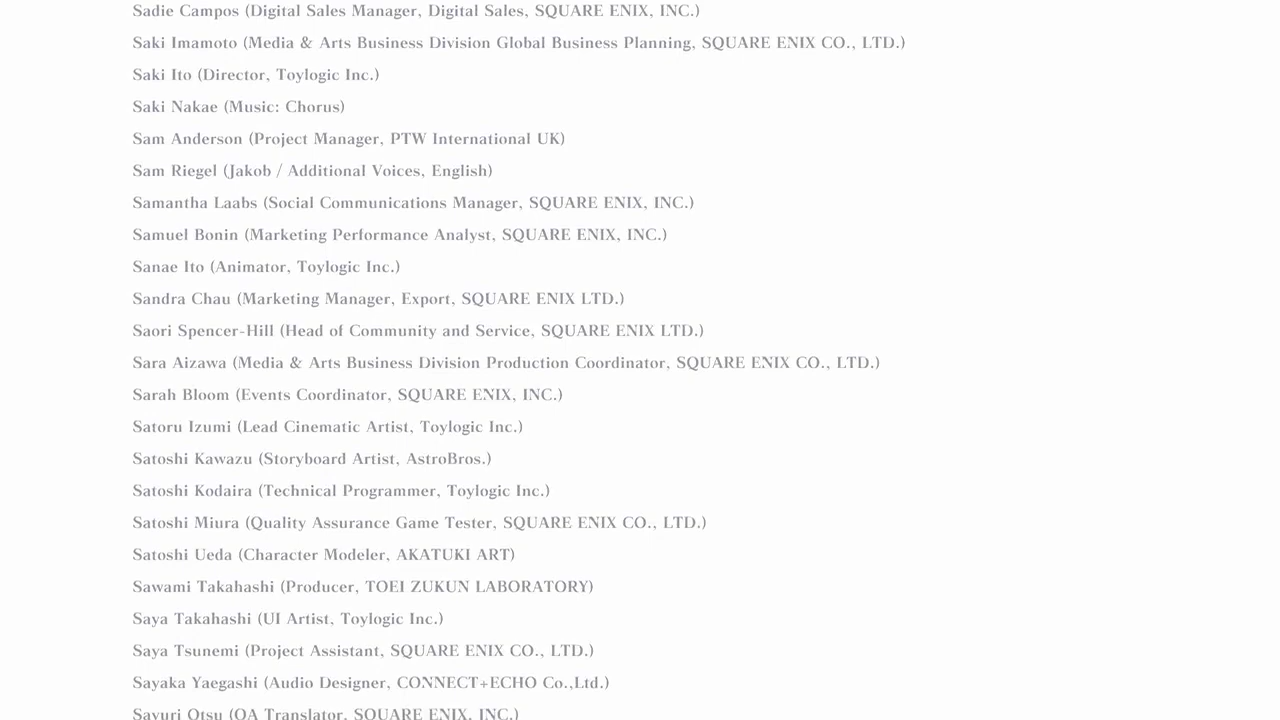 Sadie Campos (Digital Sales Manager, Digital Sales, SQUARE ENIX, INC.)
Saki Imamoto (Media & Arts Business Division Global Business Planning, SQUARE ENIX CO., LTD.)
Saki Ito (Director, Toylogic Inc.)
Saki Nakae (Music: Chorus)
Sam Anderson (Project Manager, PTW International UK)
Sam Riegel (Jakob / Additional Voices, English)
Samantha Laabs (Social Communications Manager, SQUARE ENIX, INC.)
Samuel Bonin (Marketing Performance Analyst, SQUARE ENIX, INC.)
Sanae Ito (Animator, Toylogic Inc.)
Sandra Chau (Marketing Manager, Export, SQUARE ENIX LTD.)
Saori Spencer-Hill (Head of Community and Service, SQUARE ENIX LTD.)
Sara Aizawa (Media & Arts Business Division Production Coordinator, SQUARE ENIX CO., LTD.)
Sarah Bloom (Events Coordinator, SQUARE ENIX, INC.)
Satoru Izumi (Lead Cinematic Artist, Toylogic Inc.)
Satoshi Kawazu (Storyboard Artist, AstroBros.)
Satoshi Kodaira (Technical Programmer, Toylogic Inc.)
Satoshi Miura (Quality Assurance Game Tester, SQUARE ENIX CO., LTD.)
Satoshi Ueda (Character Modeler, AKATUKI ART)
Sawami Takahashi (Producer, TOEI ZUKUN LABORATORY)
Saya Takahashi (UI Artist, Toylogic Inc.)
Saya Tsunemi (Project Assistant, SQUARE ENIX CO., LTD.)
Sayaka Yaegashi (Audio Designer, CONNECT+ECHO Co.,Ltd.)
Sayuri Otsu (QA Translator, SQUARE ENIX, INC.)